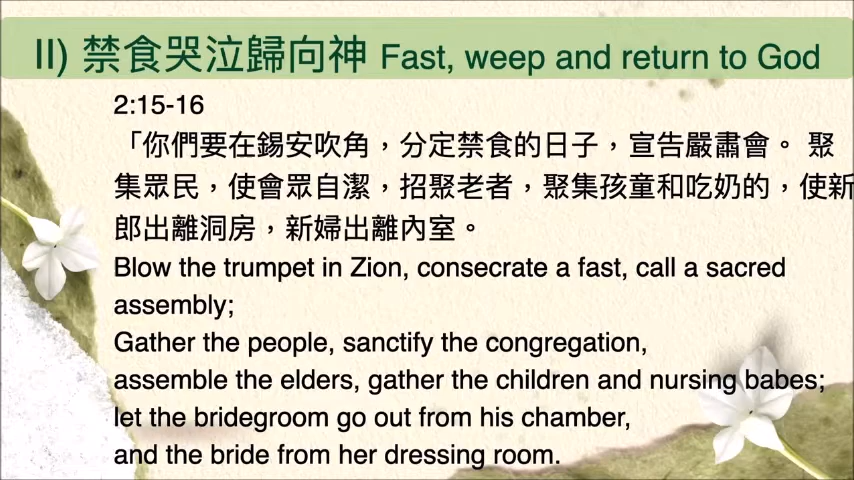 II) 禁食哭泣歸向神 Fast, weep and return to God
2:15-16
「你們要在錫安吹角，分定禁食的日子，宣告嚴肅會。 聚
集眾民，使會眾自潔，招聚老者，聚集孩童和吃奶的，使新
郎出離洞房，新婦出離內室。
Blow the trumpet in Zion, consecrate a fast, call a sacred
assembly;
Gather the people, sanctify the congregation,
assemble the elders, gather the children and nursing babes;
let the bridegroom go out from his chamber,
and the bride from her dressing room.